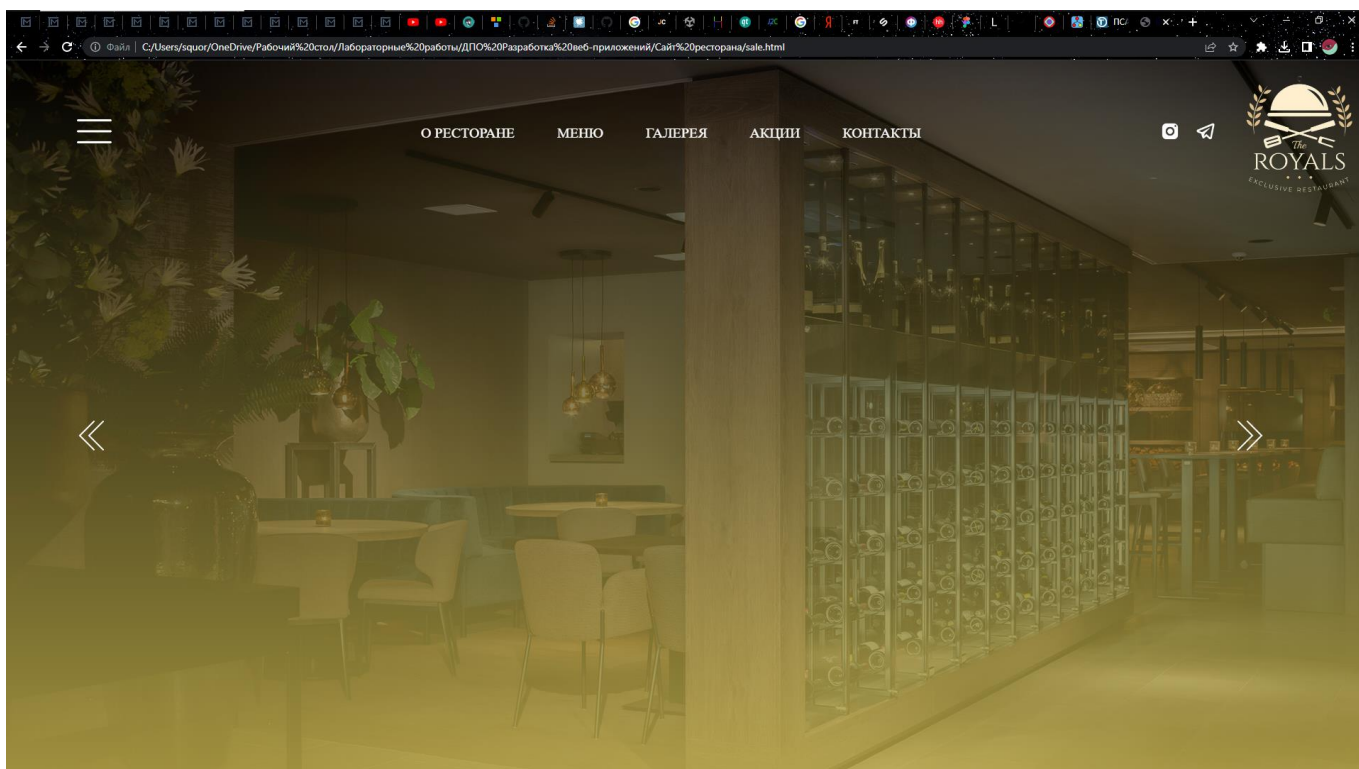 Файл
C:/Users/squor/OneDrive/Рабочий%20стол/Лабораторные%20работы//ДПО%20Разработка%20веб-приложений/Сайт%20ресторана/sale.html
О РЕСТОРАНЕ МЕНЮ ГАЛЕРЕЯ АКЦИИ КОНТАКТЫ
The
ROYALS
EXCLUSIVE RESTAURANT